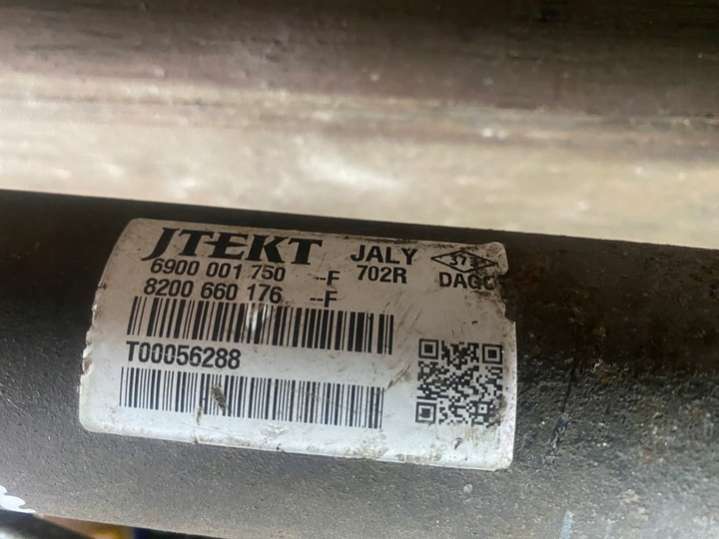 JTEKT JALY
6900 001 750 --F 702R
8200 660 176 --F
T00056288